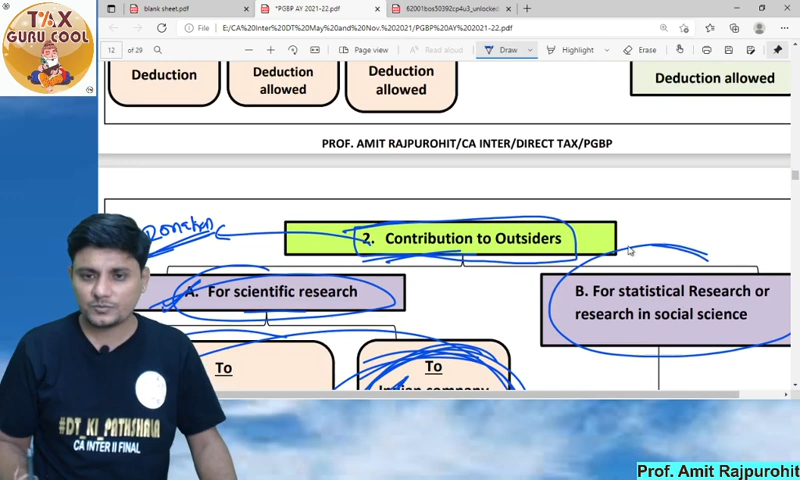 TAX
GURU COOL
blank sheet.pdf
*PGBP AY 2021-22.pdf
62001bos50392cp4u3_unlocked.
E:/CA%20Inter%20DT%20May%20and%20Nov.%202021/PGBP%20AY%202021-22.pdf
12 of 29
Page view
Read aloud
Draw
Highlight
Erase
Deduction
Deduction
allowed
Deduction
allowed
Deduction allowed
PROF. AMIT RAJPUROHIT/CA INTER/DIRECT TAX/PGBP
Donation
2. Contribution to Outsiders
A. For scientific research
B. For statistical Research or
research in social science
To
To
Indian company
#DT_KI_PATHSHALA
CA INTER II FINAL
Prof. Amit Rajpurohit